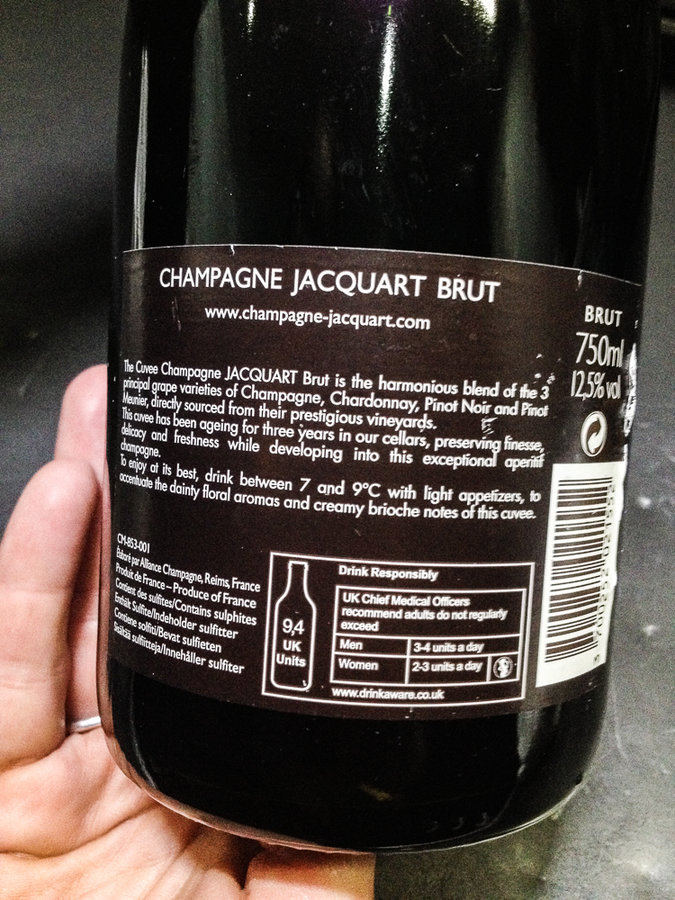 CHAMPAGNE JACQUART BRUT
www.champagne-jacquart.com
BRUT
750ml
12,5% vol
The Cuvee Champagne JACQUART Brut is the harmonious blend of the 3
principal grape varieties of Champagne, Chardonnay, Pinot Noir and Pinot
Meunier, directly sourced from their prestigious vineyards.
This cuvee has been ageing for three years in our cellars, preserving finesse,
delicacy and freshness while developing into this exceptional aperitif
champagne.
To enjoy at its best, drink between 7 and 9°C with light appetizers, to
accentuate the dainty floral aromas and creamy brioche notes of this cuvee.
CM-853-001
Élaboré par Alliance Champagne, Reims, France
Produit de France – Produce of France
Contient des sulfites/Contains sulphites
Enthält Sulfite/Indeholder sulfitter
Contiene solfiti/Bevat sulfieten
Sisältää sulfiitteja/Innehåller sulfiter
9,4
UK
Units
Drink Responsibly
UK Chief Medical Officers
recommend adults do not regularly
exceed
Men 3-4 units a day
Women 2-3 units a day
www.drinkaware.co.uk